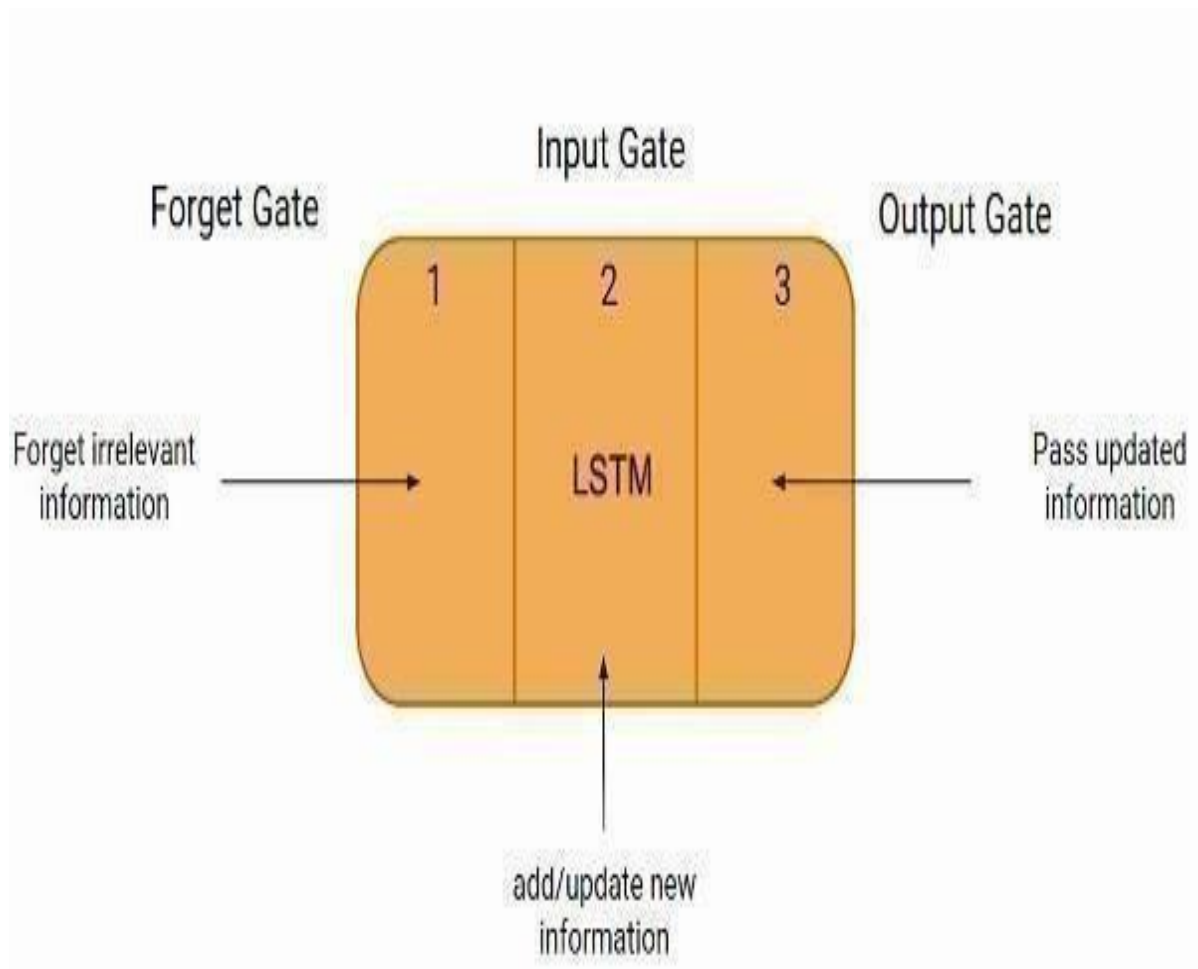 Input Gate
Forget Gate
Output Gate
1
2
3
Forget irrelevant
information
LSTM
Pass updated
information
add/update new
information